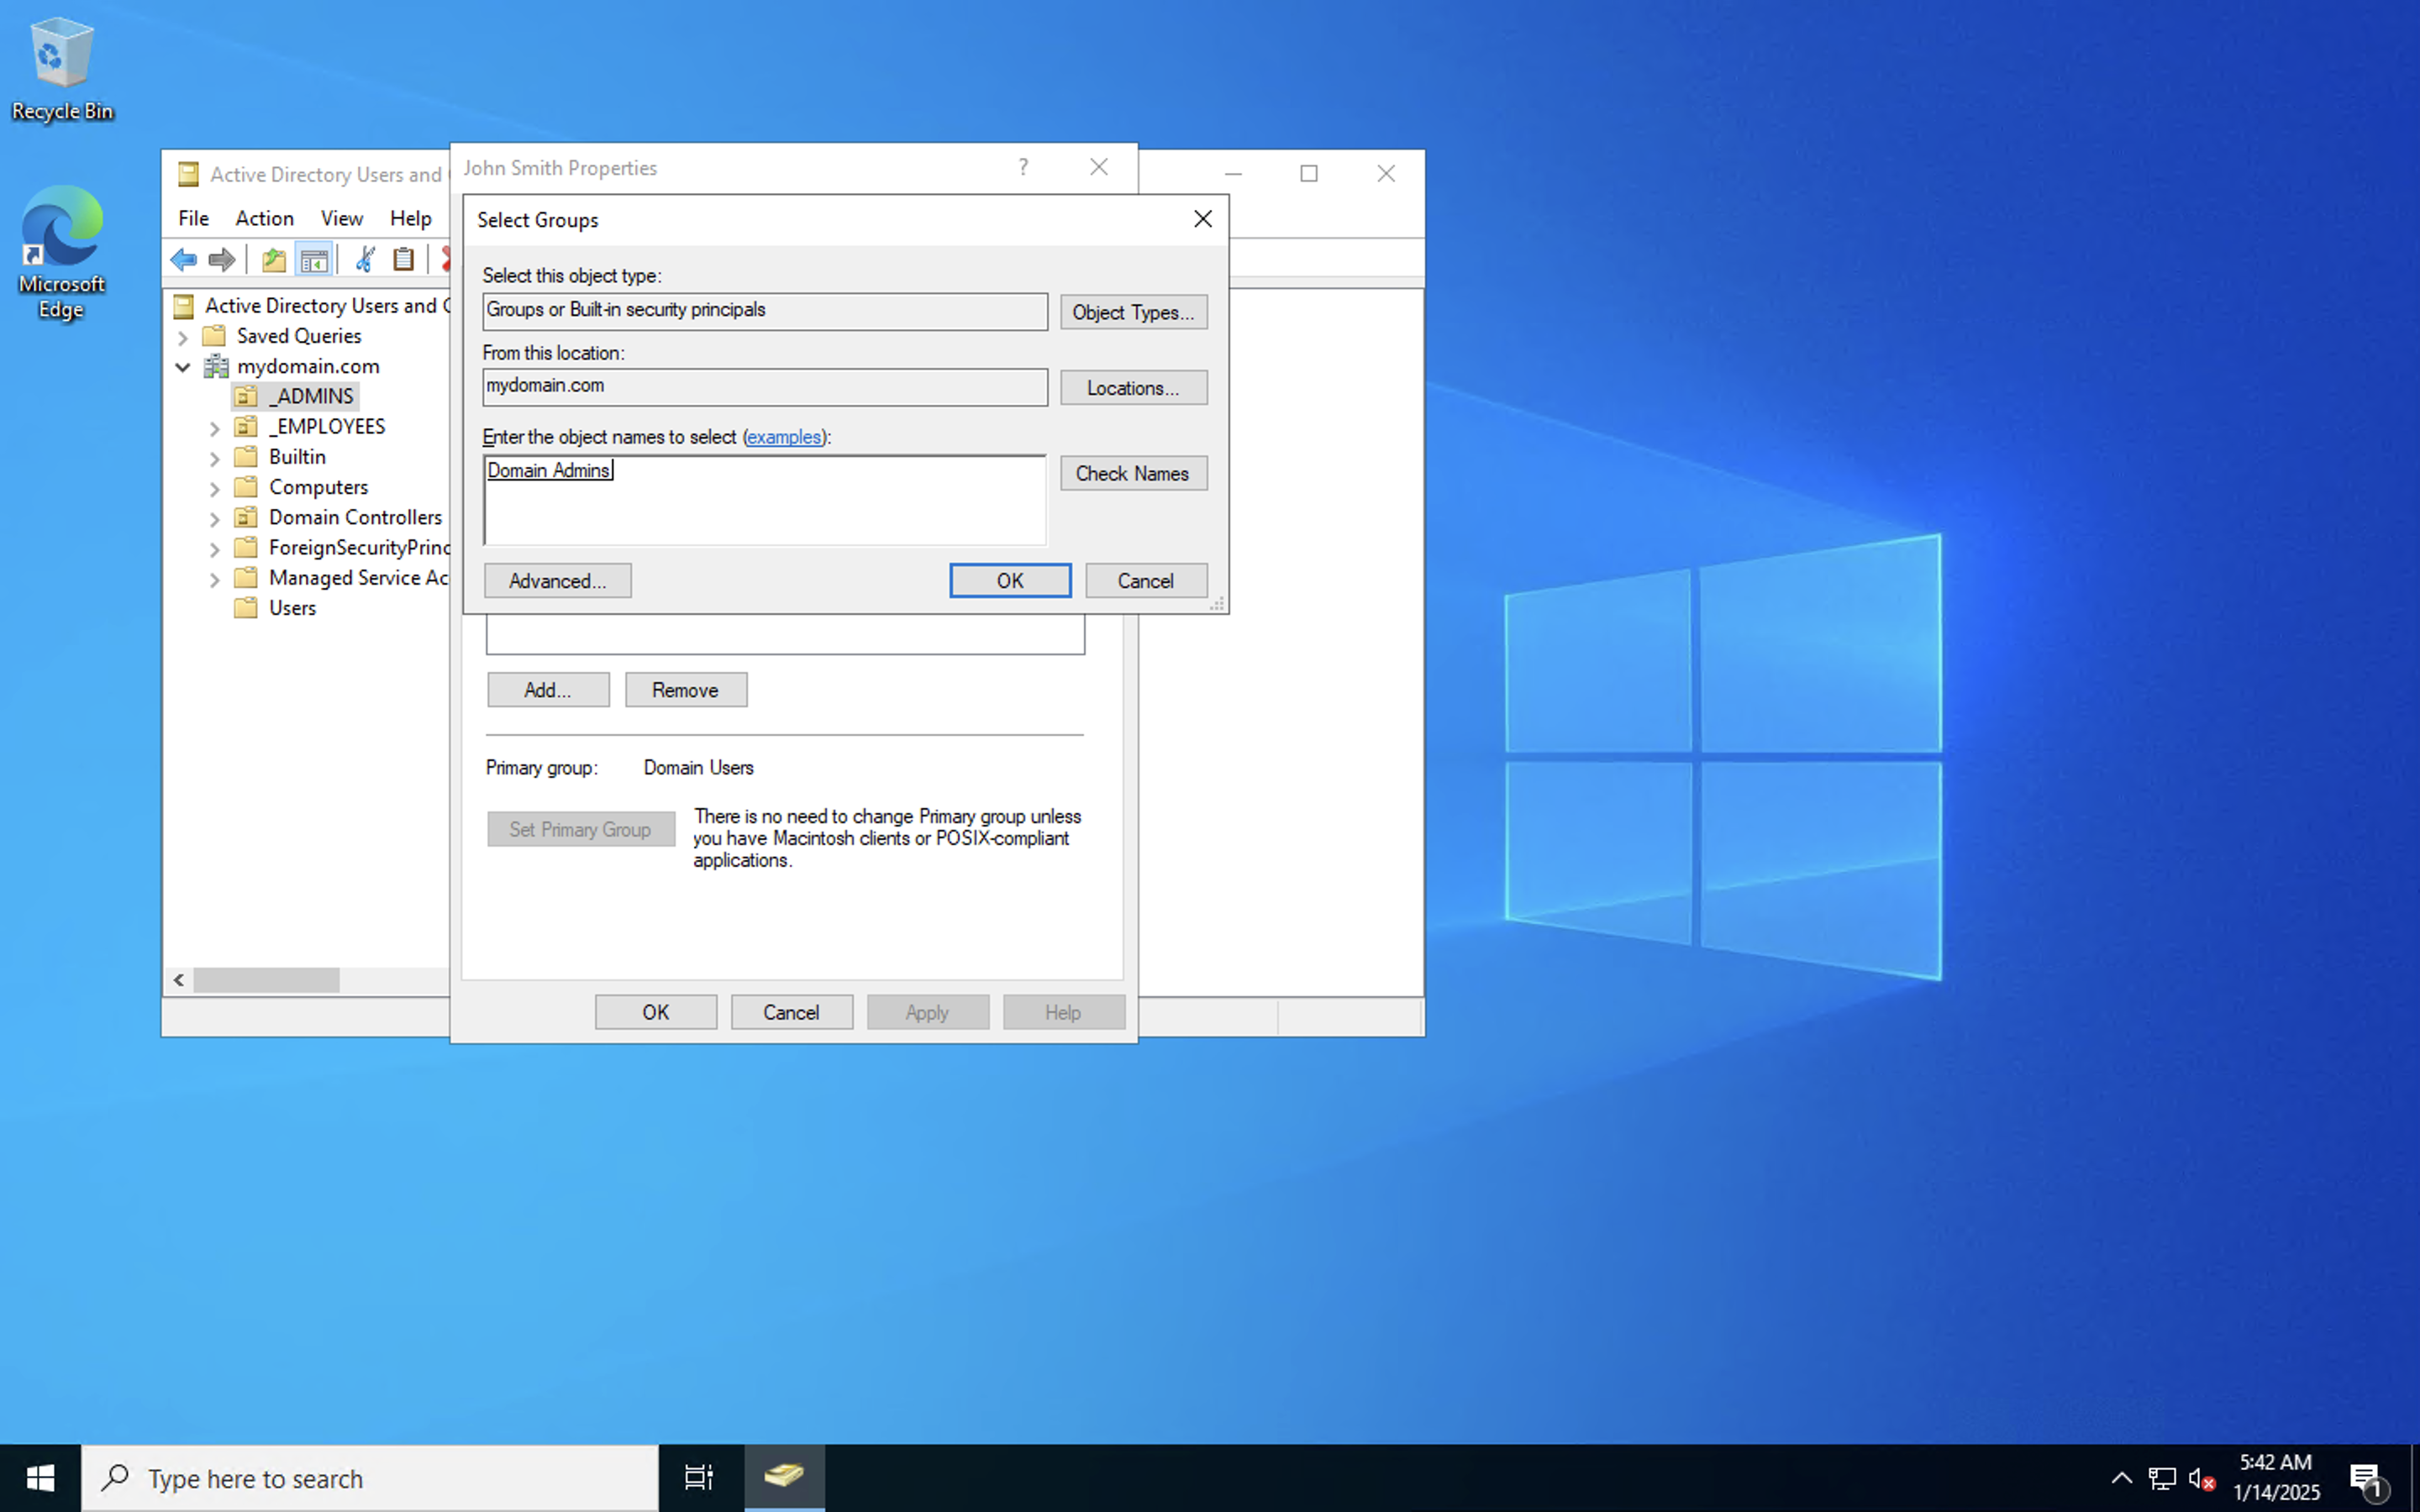 Recycle Bin
Microsoft
Edge
Active Directory Users and
File Action View Help
Active Directory Users and
Saved Queries
mydomain.com
_ADMINS
_EMPLOYEES
Builtin
Computers
Domain Controllers
ForeignSecurityPrinc
Managed Service Ac
Users
John Smith Properties
?
Select Groups
Select this object type:
Groups or Built-in security principals
Object Types...
From this location:
mydomain.com
Locations...
Enter the object names to select (examples):
Domain Admins
Check Names
Advanced...
OK
Cancel
Add...
Remove
Primary group: Domain Users
Set Primary Group
There is no need to change Primary group unless
you have Macintosh clients or POSIX-compliant
applications.
OK
Cancel
Apply
Help
Type here to search
5:42 AM
1/14/2025
1